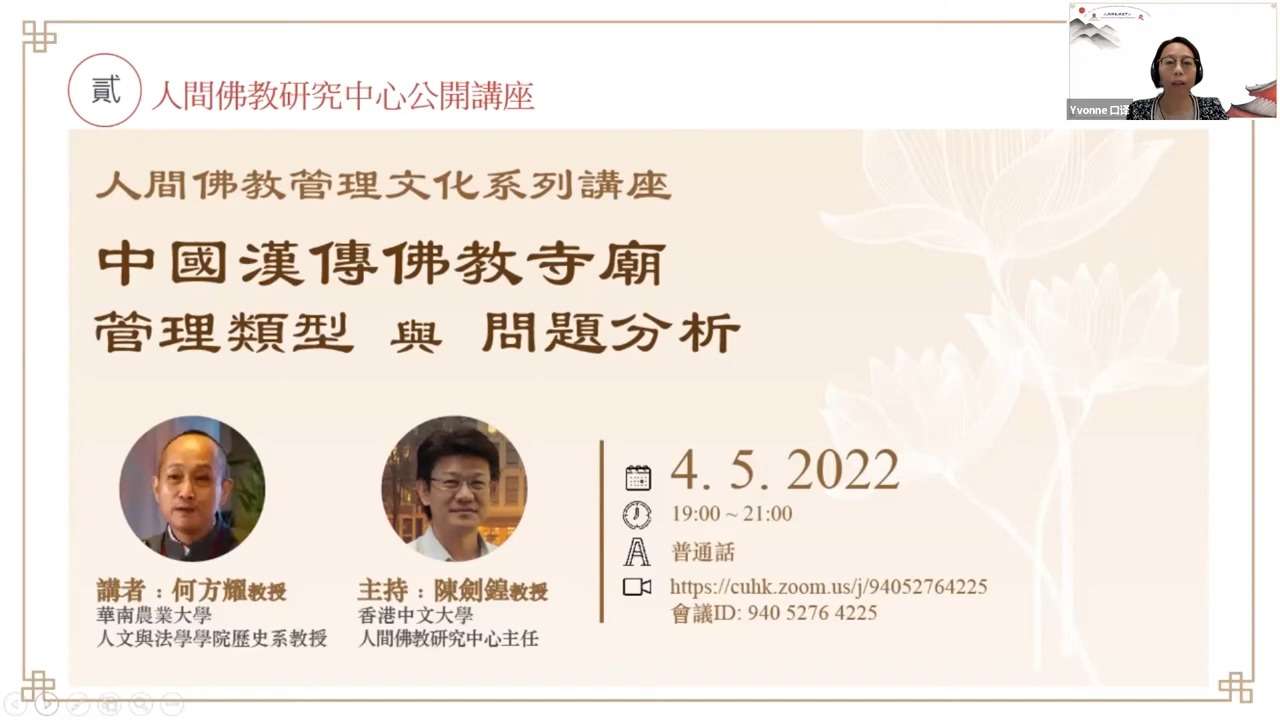 貳
人間佛教研究中心公開講座
人間佛教管理文化系列講座
中國漢傳佛教寺廟
管理類型 與 問題分析
講者：何方耀教授
華南農業大學
人文與法學學院歷史系教授
主持：陳劍鍠教授
香港中文大學
人間佛教研究中心主任
4. 5. 2022
19:00 ~ 21:00
普通話
https://cuhk.zoom.us/j/94052764225
會議ID: 940 5276 4225
Yvonne 口译